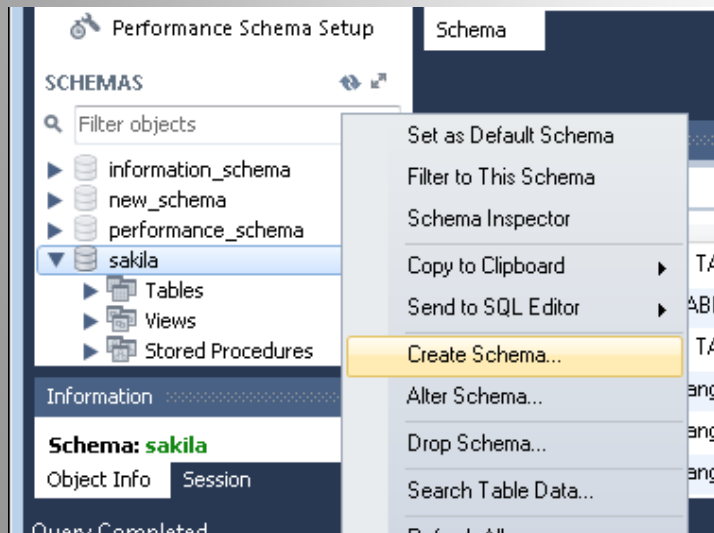 Performance Schema Setup
Schema
SCHEMAS
Filter objects
information_schema
new_schema
performance_schema
sakila
Tables
Views
Stored Procedures
Information
Schema: sakila
Object Info Session
Query Completed
Set as Default Schema
Filter to This Schema
Schema Inspector
Copy to Clipboard
Send to SQL Editor
Create Schema...
Alter Schema...
Drop Schema...
Search Table Data...